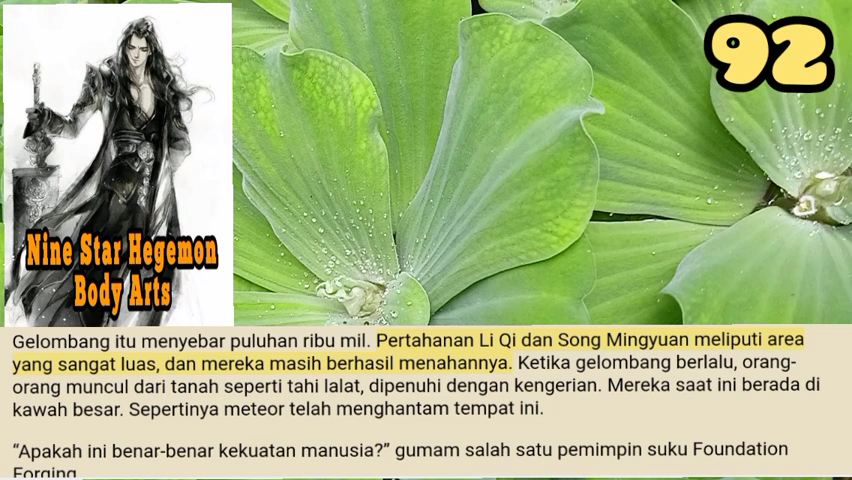 92
Nine Star Hegemon
Body Arts
Gelombang itu menyebar puluhan ribu mil. Pertahanan Li Qi dan Song Mingyuan meliputi area
yang sangat luas, dan mereka masih berhasil menahannya. Ketika gelombang berlalu, orang-
orang muncul dari tanah seperti tahi lalat, dipenuhi dengan kengerian. Mereka saat ini berada di
kawah besar. Sepertinya meteor telah menghantam tempat ini.
“Apakah ini benar-benar kekuatan manusia?” gumam salah satu pemimpin suku Foundation
Forging